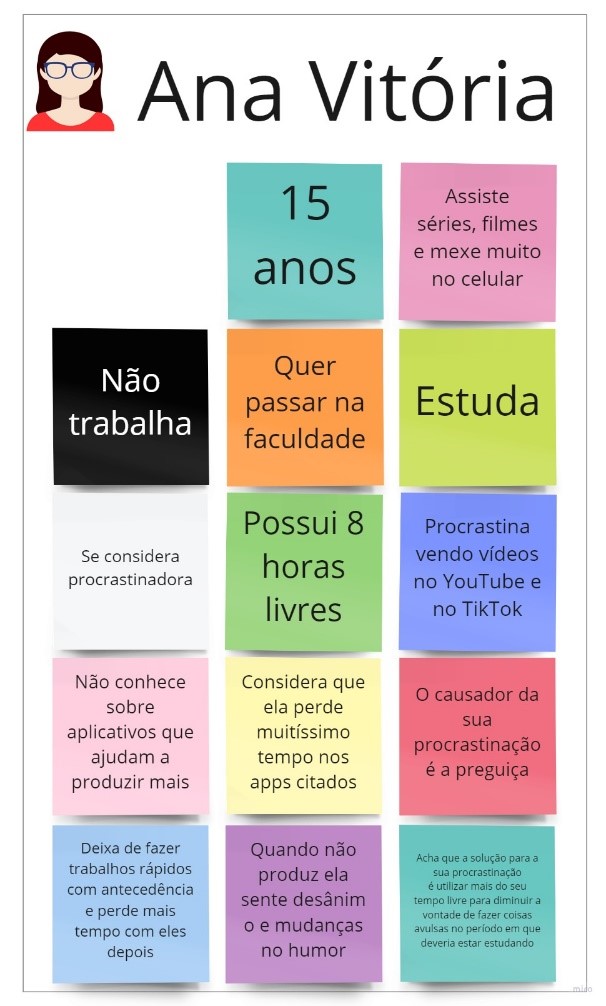 Ana Vitória
15
anos
Assiste
séries, filmes
e mexe muito
no celular
Não
trabalha
Quer
passar na
faculdade
Estuda
Se considera
procrastinadora
Possui 8
horas
livres
Procrastina
vendo vídeos
no YouTube e
no TikTok
Não conhece
sobre
aplicativos que
ajudam a
produzir mais
Considera que
ela perde
muitíssimo
tempo nos
apps citados
O causador da
sua
procrastinação
é a preguiça
Deixa de fazer
trabalhos rápidos
com antecedência
e perde mais
tempo com eles
depois
Quando não
produz ela
sente desânim
o e mudanças
no humor
Acha que a solução para a
sua procrastinação
é utilizar mais do seu
tempo livre para diminuir a
vontade de fazer coisas
avulsas no período em que
deveria estar estudando
miro